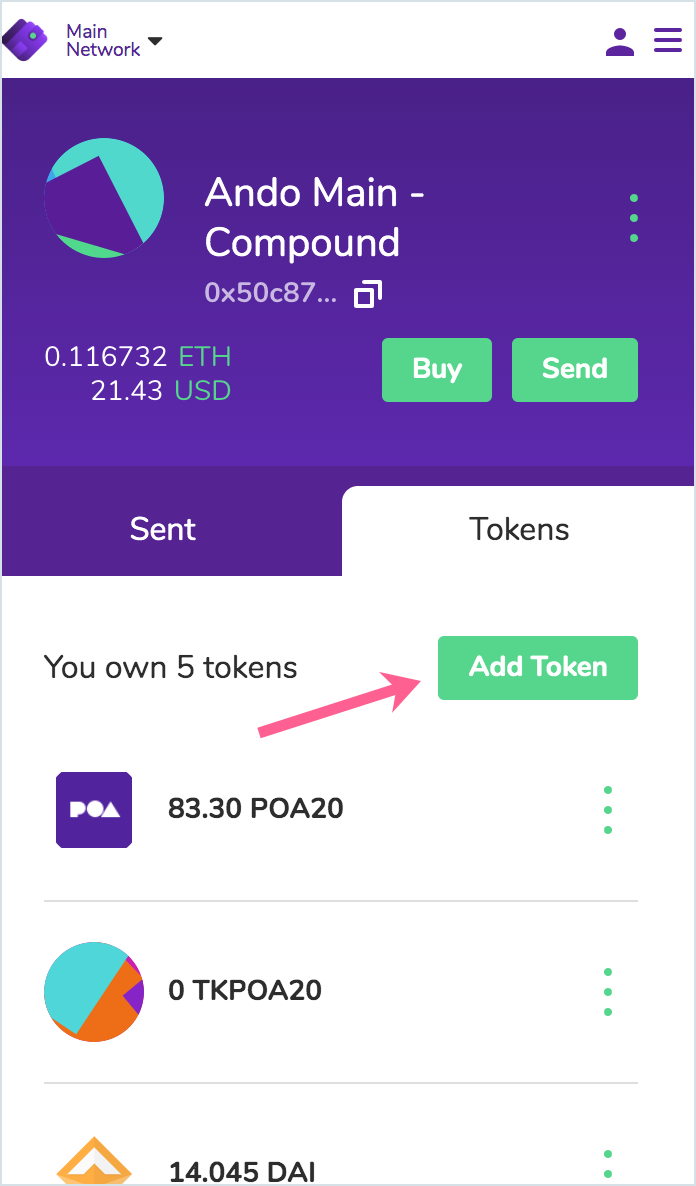 Main
Network
Ando Main -
Compound
0x50c87...
0.116732 ETH
21.43 USD
Buy
Send
Sent
Tokens
You own 5 tokens
Add Token
POA
83.30 POA20
0 TKPOA20
14.045 DAI